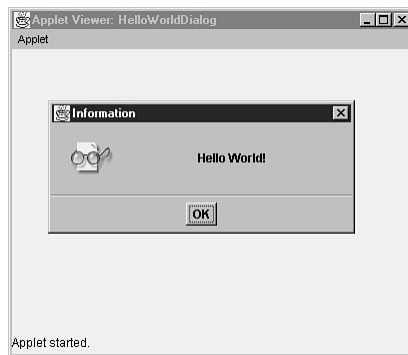 Applet Viewer: HelloWorldDialog
Applet
Information
Hello World!
OK
Applet started.